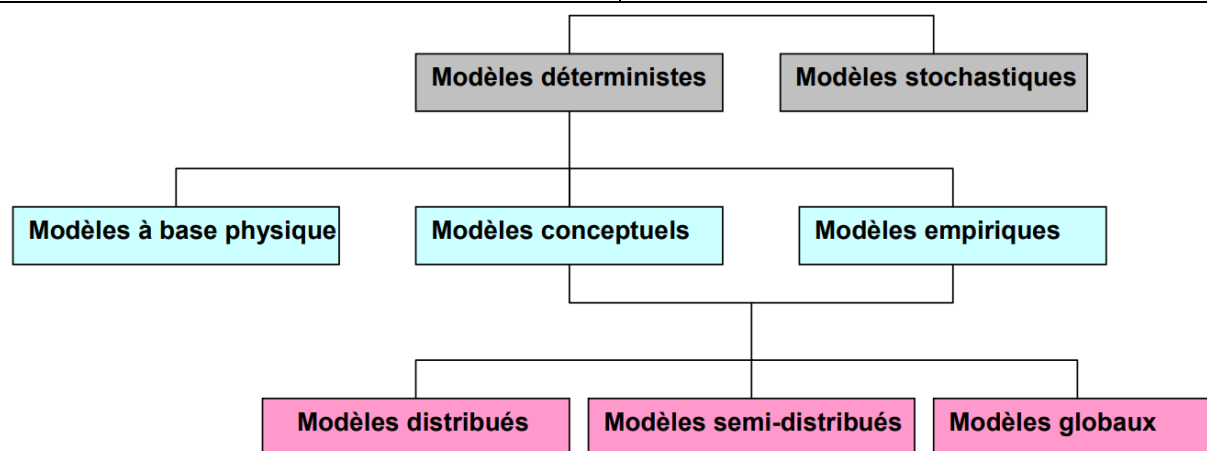 Modèles déterministes
Modèles stochastiques
Modèles à base physique
Modèles conceptuels
Modèles empiriques
Modèles distribués
Modèles semi-distribués
Modèles globaux